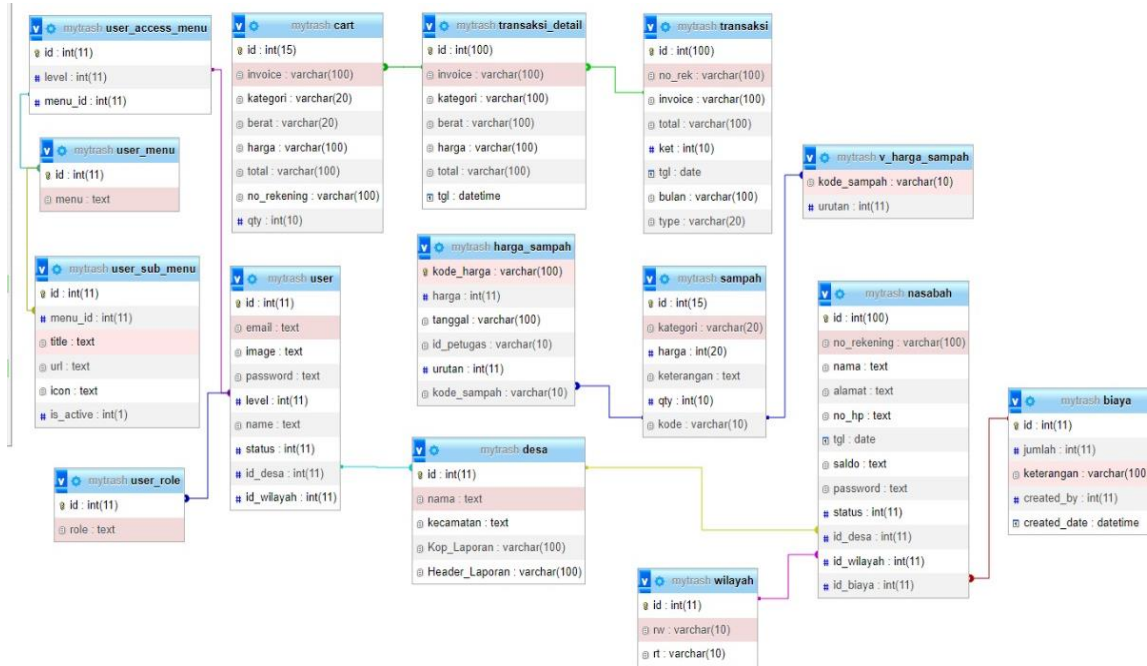 mytrash user_access_menu
id : int(11)
level : int(11)
menu_id : int(11)
mytrash cart
id : int(15)
invoice : varchar(100)
kategori : varchar(20)
berat : varchar(20)
harga : varchar(100)
total : varchar(100)
no_rekening : varchar(100)
qty : int(10)
mytrash transaksi_detail
id : int(100)
invoice : varchar(100)
kategori : varchar(100)
berat : varchar(100)
harga : varchar(100)
total : varchar(100)
tgl : datetime
mytrash transaksi
id : int(100)
no_rek : varchar(100)
invoice : varchar(100)
total : varchar(100)
ket : int(10)
tgl : date
bulan : varchar(100)
type : varchar(20)
mytrash user_menu
id : int(11)
menu : text
mytrash v_harga_sampah
kode_sampah : varchar(10)
urutan : int(11)
mytrash user_sub_menu
id : int(11)
menu_id : int(11)
title : text
url : text
icon : text
is_active : int(1)
mytrash user
id : int(11)
email : text
image : text
password : text
level : int(11)
name : text
status : int(11)
id_desa : int(11)
id_wilayah : int(11)
mytrash harga_sampah
kode_harga : varchar(100)
harga : int(11)
tanggal : varchar(100)
id_petugas : varchar(10)
urutan : int(11)
kode_sampah : varchar(10)
mytrash sampah
id : int(15)
kategori : varchar(20)
harga : int(20)
keterangan : text
qty : int(10)
kode : varchar(10)
mytrash nasabah
id : int(100)
no_rekening : varchar(100)
nama : text
alamat : text
no_hp : text
tgl : date
saldo : text
password : text
status : int(11)
id_desa : int(11)
id_wilayah : int(11)
id_biaya : int(11)
mytrash biaya
id : int(11)
jumlah : int(11)
keterangan : varchar(100
created_by : int(11)
created_date : datetime
mytrash user_role
id : int(11)
role : text
mytrash desa
id : int(11)
nama : text
kecamatan : text
Kop_Laporan : varchar(100)
Header_Laporan : varchar(100)
mytrash wilayah
id : int(11)
rw : varchar(10)
rt : varchar(10)